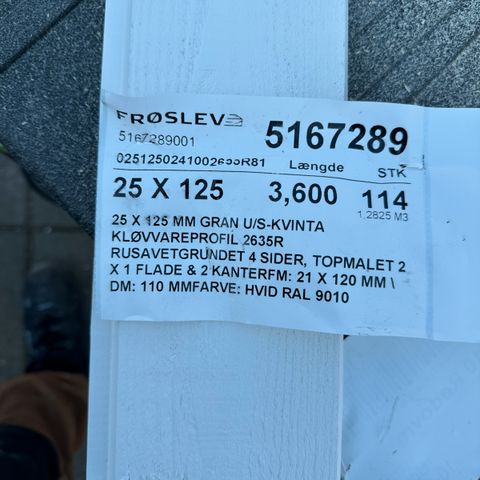 FRØSLEV
5167289
5167289001
0251250241002635R81 Længde STK
25 X 125 3,600 114
1,2825 M3
25 X 125 MM GRAN U/S-KVINTA
KLØVVAREPROFIL 2635R
RUSAVETGRUNDET 4 SIDER, TOPMALET 2
X 1 FLADE & 2 KANTERFM: 21 X 120 MM \
DM: 110 MMFARVE: HVID RAL 9010